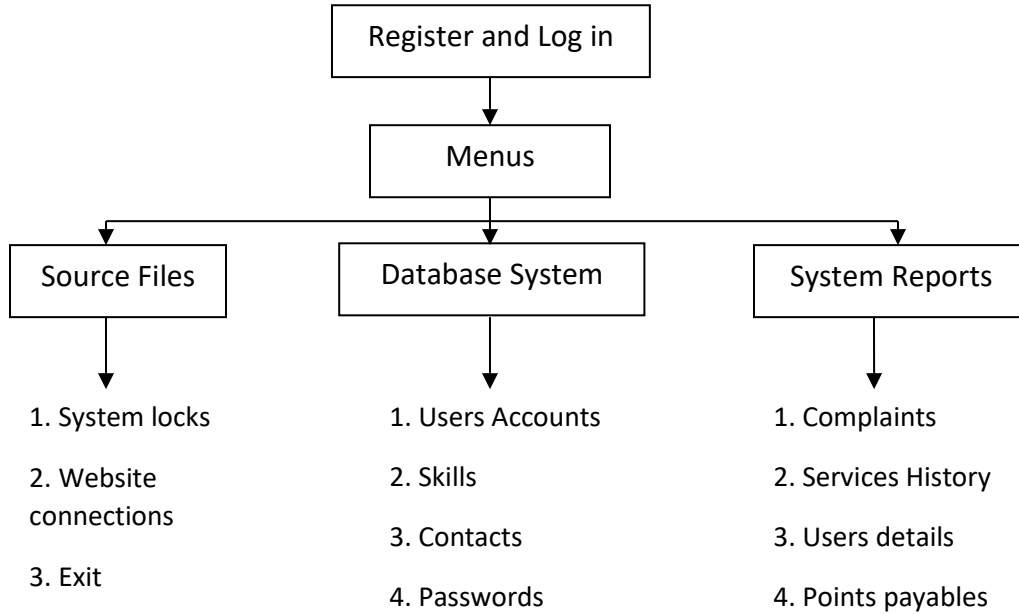 Register and Log in
Menus
Source Files
Database System
System Reports
1. System locks
2. Website
connections
3. Exit
1. Users Accounts
2. Skills
3. Contacts
4. Passwords
1. Complaints
2. Services History
3. Users details
4. Points payables